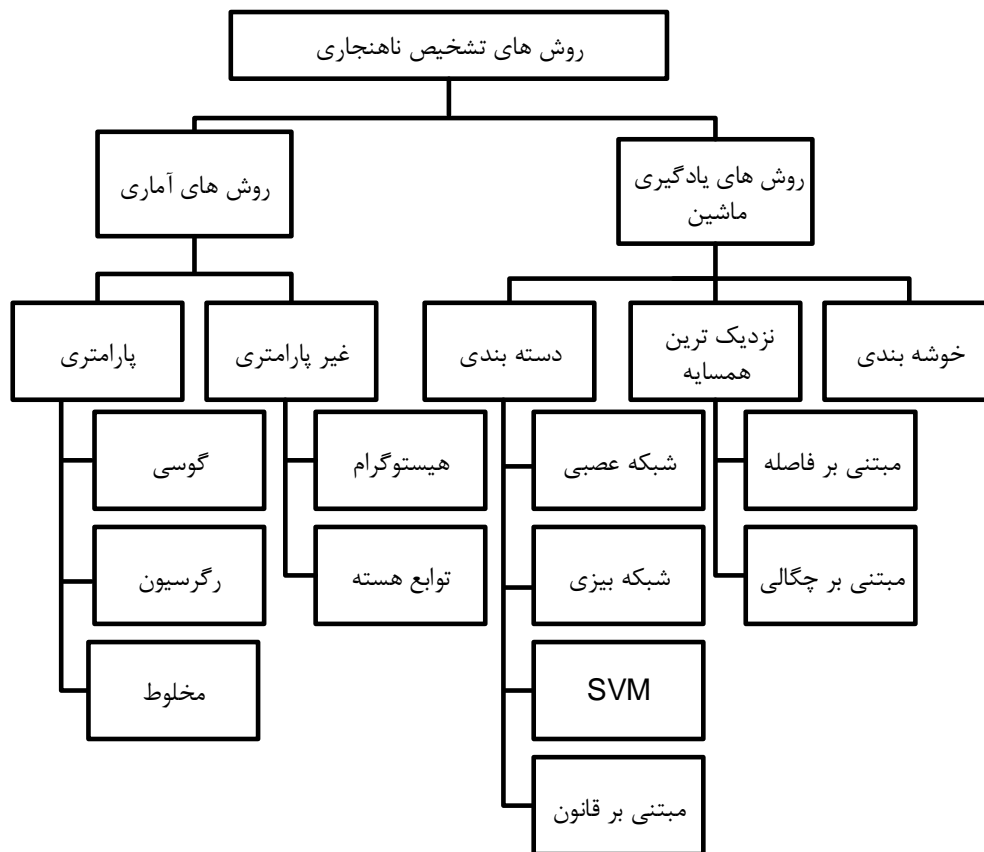 روش های تشخیص ناهنجاری
روش های یادگیری
ماشین
روش های آماری
خوشه بندی
نزدیک ترین
همسایه
دسته بندی
غیر پارامتری
پارامتری
مبتنی بر فاصله
شبکه عصبی
هیستوگرام
گوسی
مبتنی بر چگالی
شبکه بیزی
توابع هسته
رگرسیون
SVM
مخلوط
مبتنی بر قانون